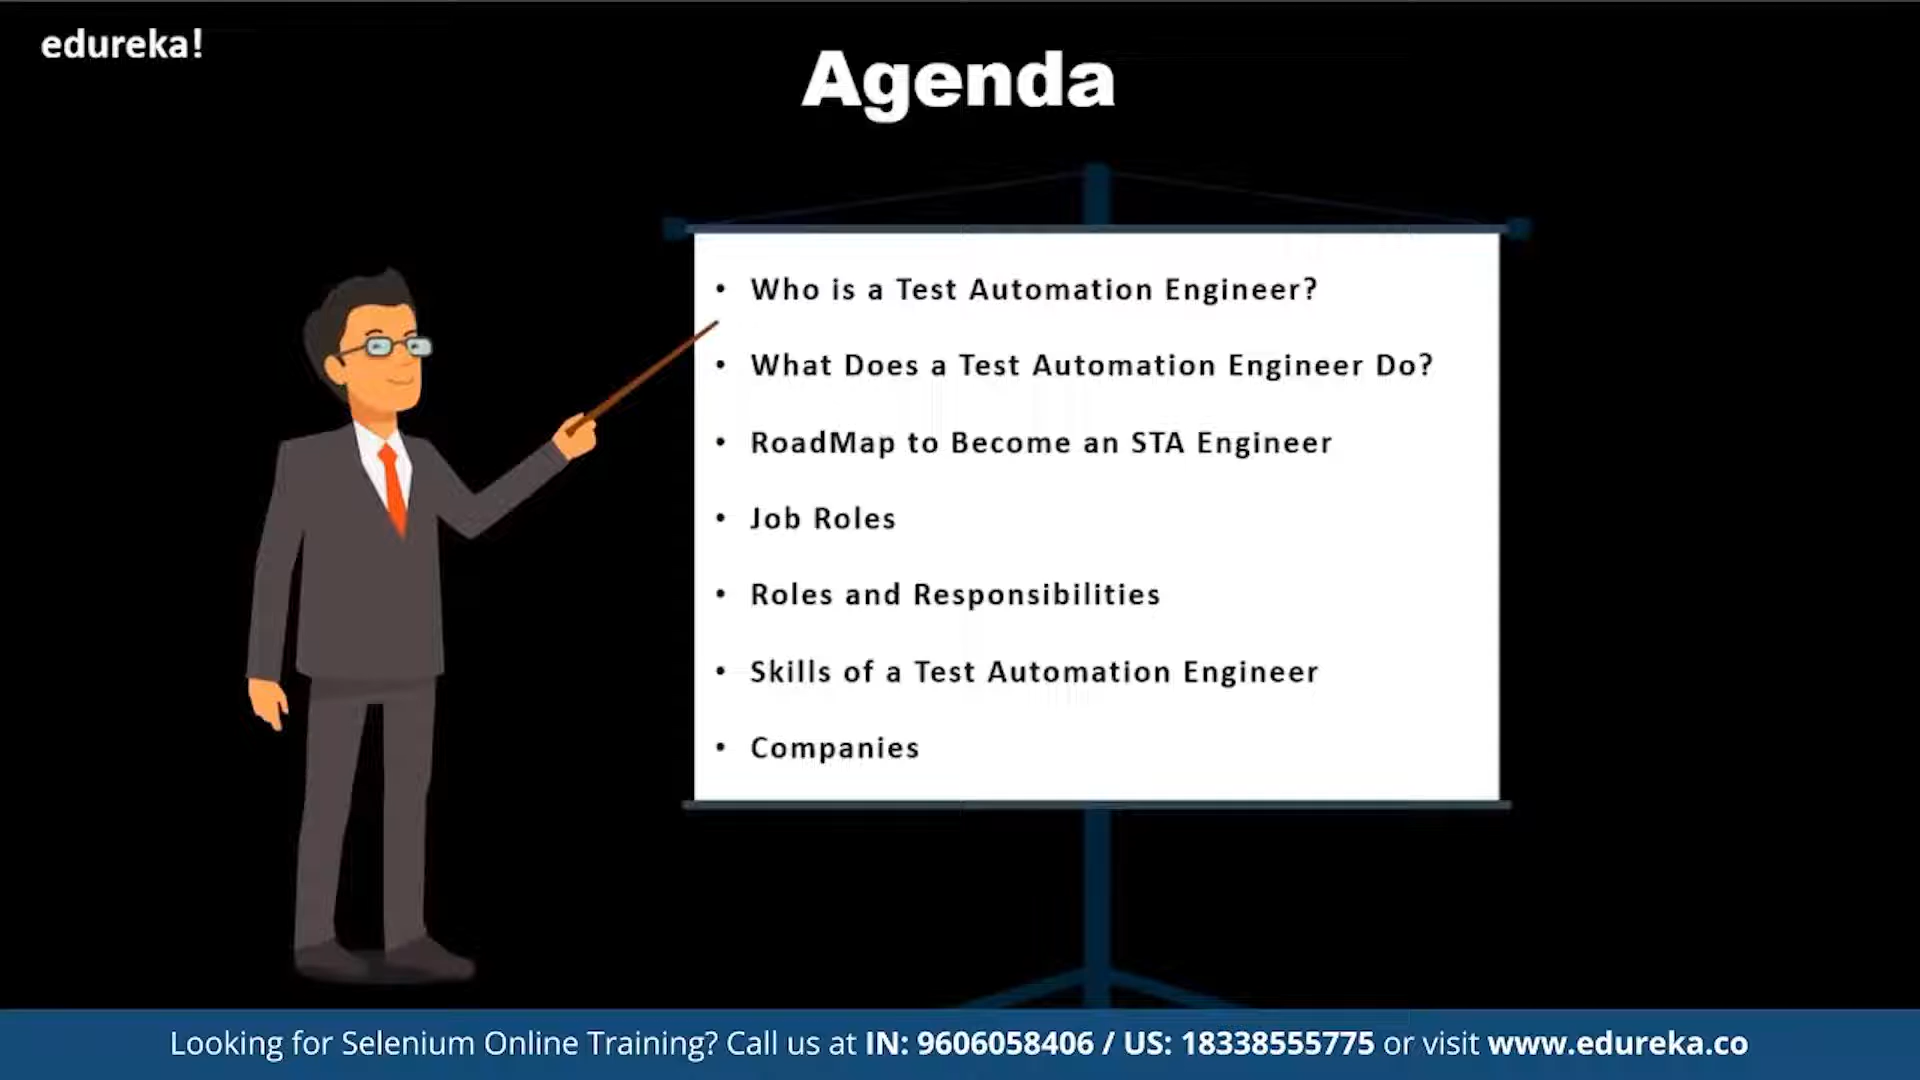 edureka!
Agenda
• Who is a Test Automation Engineer?
• What Does a Test Automation Engineer Do?
• RoadMap to Become an STA Engineer
• Job Roles
• Roles and Responsibilities
• Skills of a Test Automation Engineer
• Companies
Looking for Selenium Online Training? Call us at IN: 9606058406 / US: 18338555775 or visit www.edureka.co